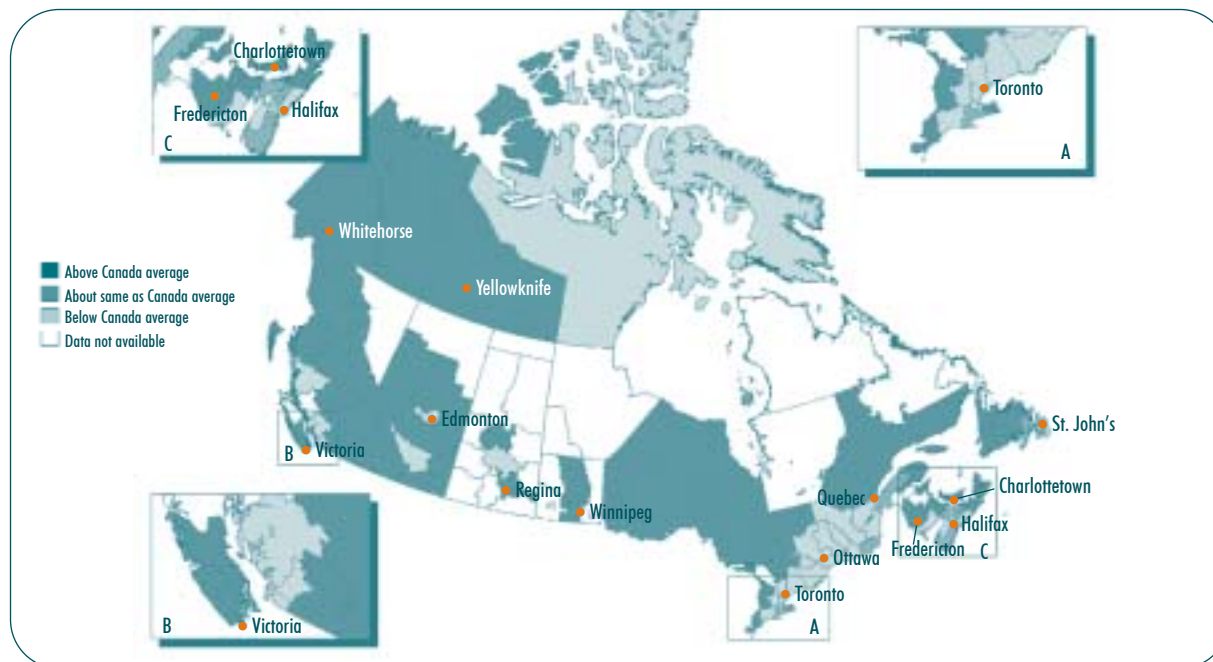 Charlottetown
Fredericton
Halifax
C
Toronto
A
Whitehorse
Yellowknife
Above Canada average
About same as Canada average
Below Canada average
Data not available
Edmonton
St. John's
B
Victoria
Regina
Winnipeg
Quebec
Charlottetown
Halifax
Fredericton
C
Ottawa
Toronto
A
B
Victoria